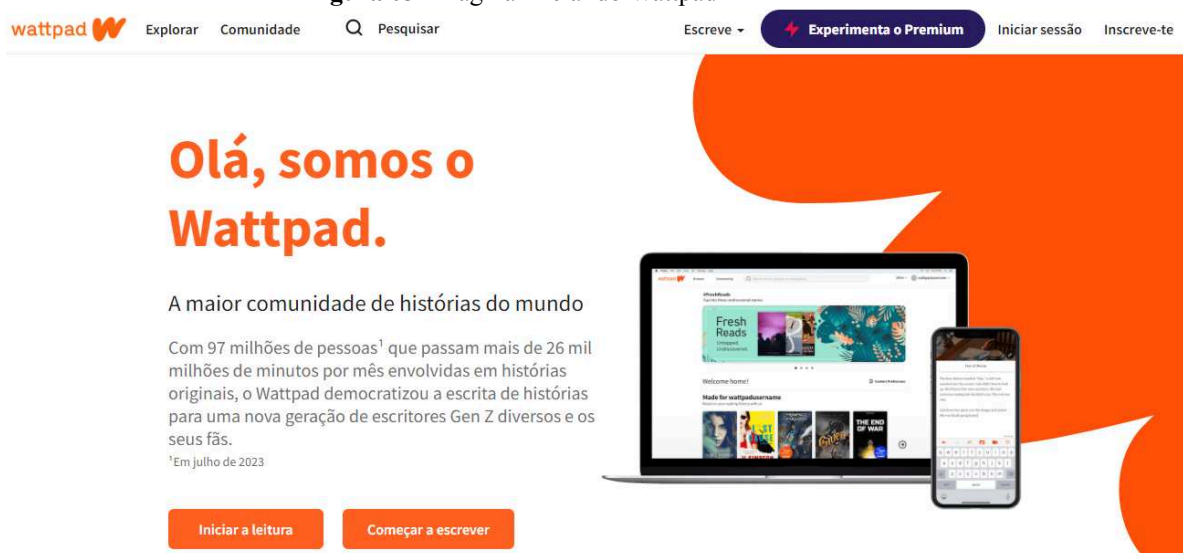 wattpad
Explorar
Comunidade
Pesquisar
Escreve
Experimenta o Premium
Iniciar sessão
Inscreve-te
Olá, somos o
Wattpad.
A maior comunidade de histórias do mundo
Com 97 milhões de pessoas¹ que passam mais de 26 mil
milhões de minutos por mês envolvidas em histórias
originais, o Wattpad democratizou a escrita de histórias
para uma nova geração de escritores Gen Z diversos e os
seus fãs.
¹Em julho de 2023
Iniciar a leitura
Começar a escrever
Fresh
Reads
Welcome home!
Made for wattpadusername
THE END
OF WAR